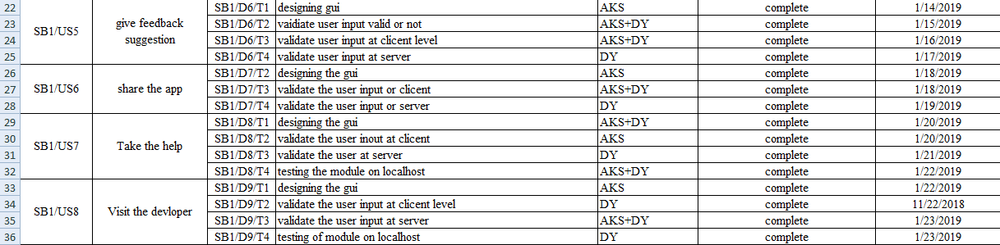 22 SB1/D6/T1 designing gui AKS complete 1/14/2019
23 SB1/US5 give feedback suggestion SB1/D6/T2 vaidiate user input valid or not AKS+DY complete 1/15/2019
24 SB1/D6/T3 validate user input at clicent level AKS+DY complete 1/16/2019
25 SB1/D6/T4 validate user input at server DY complete 1/17/2019
26 SB1/D7/T2 designing the gui AKS complete 1/18/2019
27 SB1/US6 share the app SB1/D7/T3 validate the user input or clicent AKS+DY complete 1/18/2019
28 SB1/D7/T4 validate the user input or server DY complete 1/19/2019
29 SB1/D8/T1 designing the gui AKS+DY complete 1/20/2019
30 SB1/US7 Take the help SB1/D8/T2 validate the user inout at clicent AKS complete 1/20/2019
31 SB1/D8/T3 validate the user at server DY complete 1/21/2019
32 SB1/D8/T4 testing the module on localhost AKS+DY complete 1/22/2019
33 SB1/D9/T1 designing the gui AKS complete 1/22/2019
34 SB1/US8 Visit the devloper SB1/D9/T2 validate the user input at clicent level DY complete 11/22/2018
35 SB1/D9/T3 validate the user input at server AKS+DY complete 1/23/2019
36 SB1/D9/T4 testing of module on localhost DY complete 1/23/2019